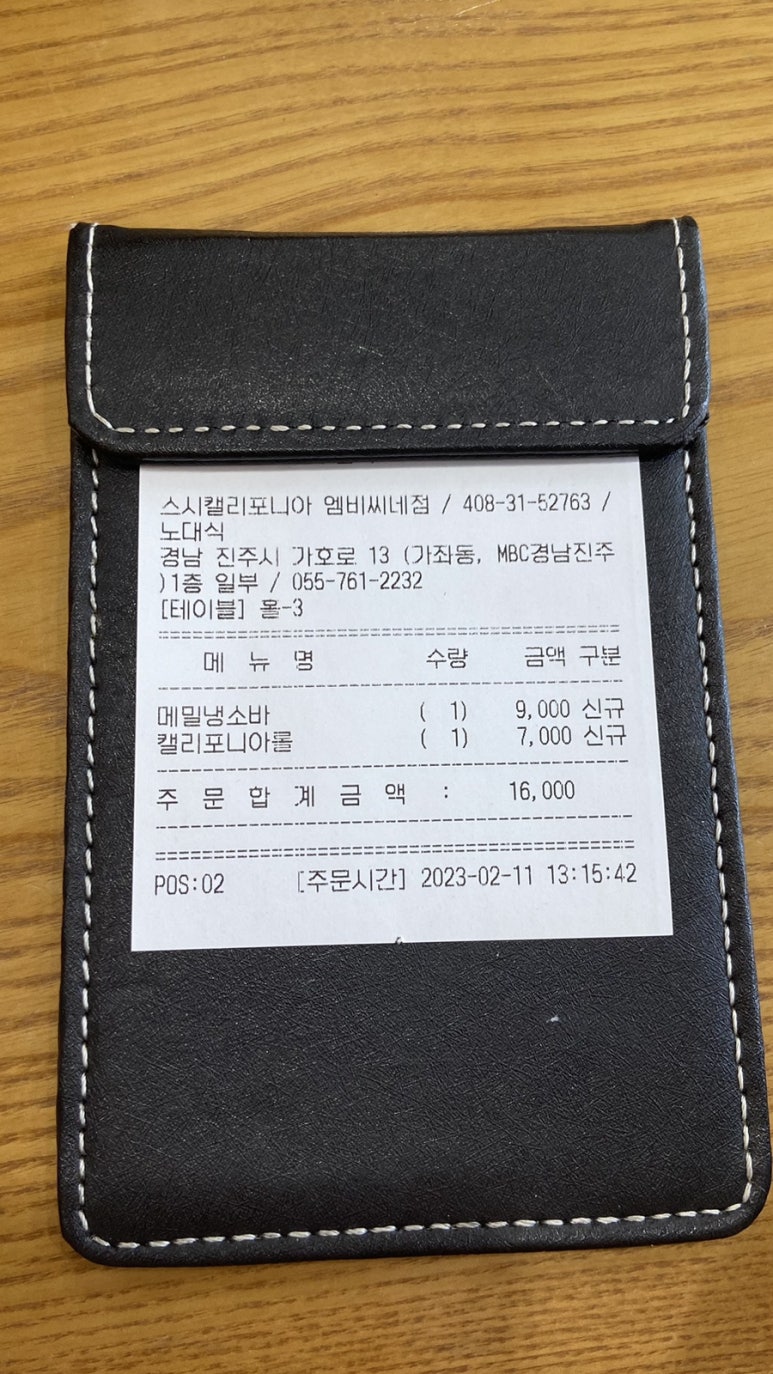 스시캘리포니아 엠비씨네점 / 408-31-52763 /
노대식
경남 진주시 가호로 13 (가좌동, MBC경남진주
)1층 일부 / 055-761-2232
[테이블] 홀-3
메 뉴 명 수량 금액 구분
메밀냉소바 ( 1) 9,000 신규
캘리포니아롤 ( 1) 7,000 신규
주 문 합 계 금 액 : 16,000
POS:02 [주문시간] 2023-02-11 13:15:42